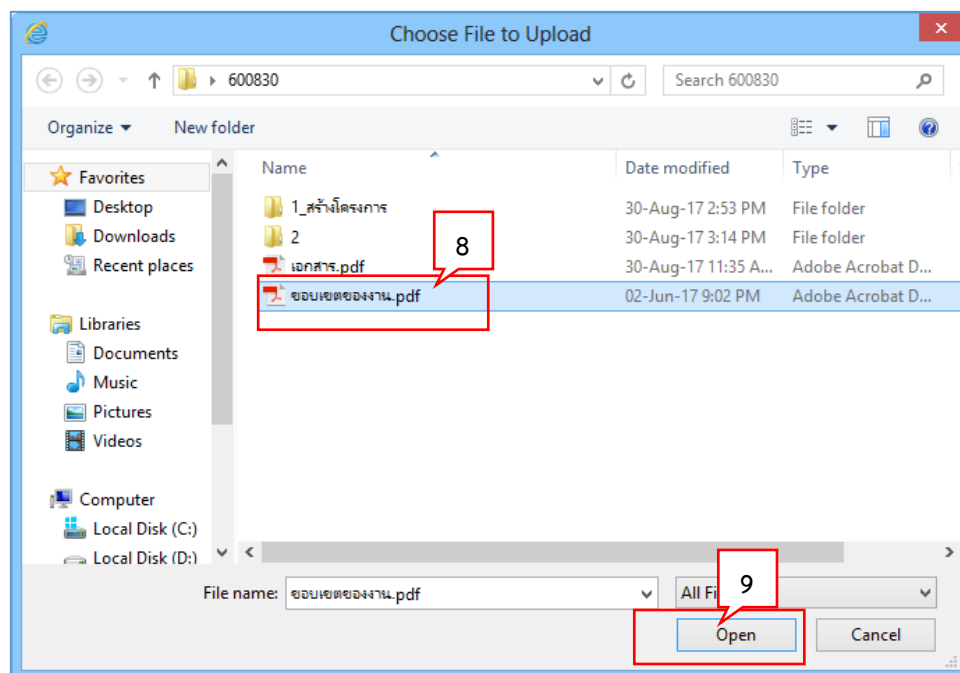 Choose File to Upload
600830
Search 600830
Organize
New folder
Name
Date modified
Type
Favorites
Desktop
Downloads
Recent places
Libraries
Documents
Music
Pictures
Videos
Computer
Local Disk (C:)
Local Disk (D:)
1_สร้างโครงการ
30-Aug-17 2:53 PM
File folder
2
30-Aug-17 3:14 PM
File folder
8
เอกสาร.pdf
30-Aug-17 11:35 A...
Adobe Acrobat D...
ขอบเขตของงาน.pdf
02-Jun-17 9:02 PM
Adobe Acrobat D...
File name:
ขอบเขตของงาน.pdf
All Fi
9
Open
Cancel